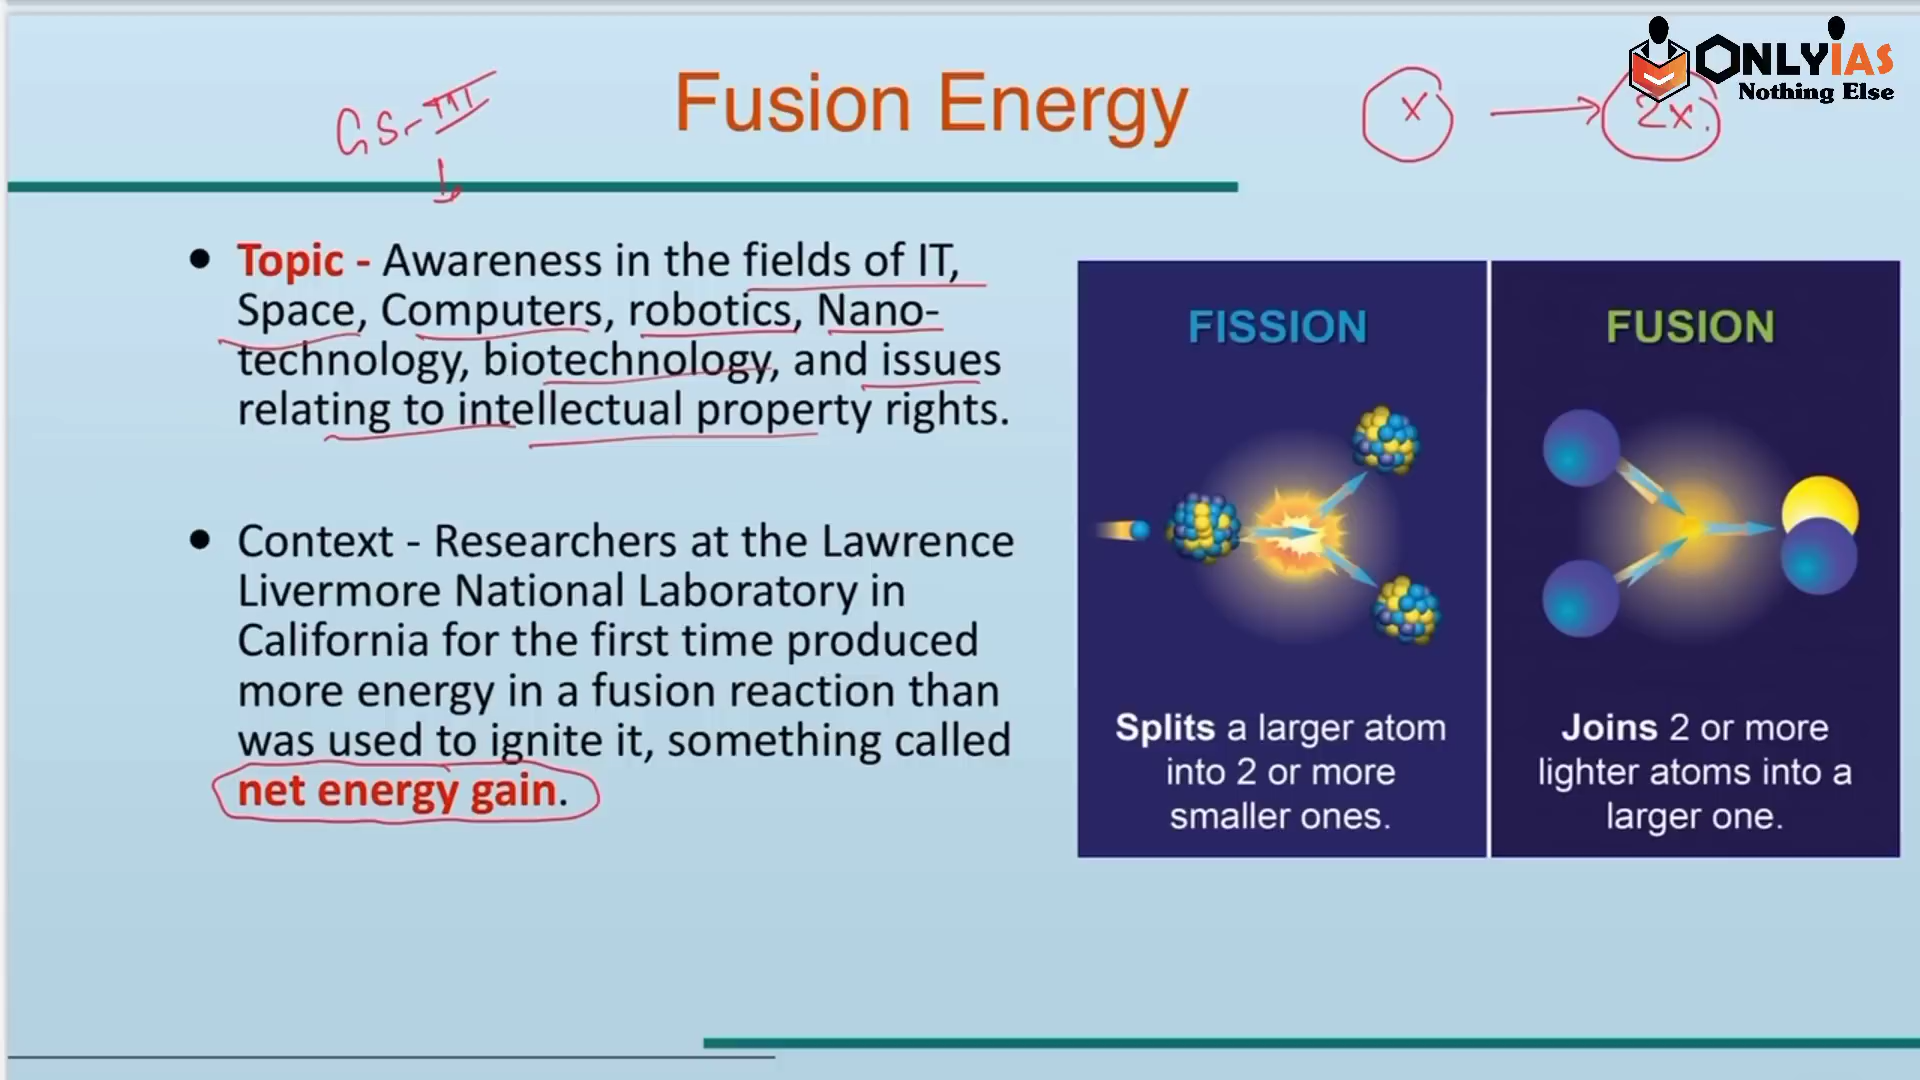 ONLYIAS
Nothing Else
GS-III
Fusion Energy
x
2x
Topic - Awareness in the fields of IT,
Space, Computers, robotics, Nano-
technology, biotechnology, and issues
relating to intellectual property rights.
Context - Researchers at the Lawrence
Livermore National Laboratory in
California for the first time produced
more energy in a fusion reaction than
was used to ignite it, something called
net energy gain.
FISSION
Splits a larger atom
into 2 or more
smaller ones.
FUSION
Joins 2 or more
lighter atoms into a
larger one.